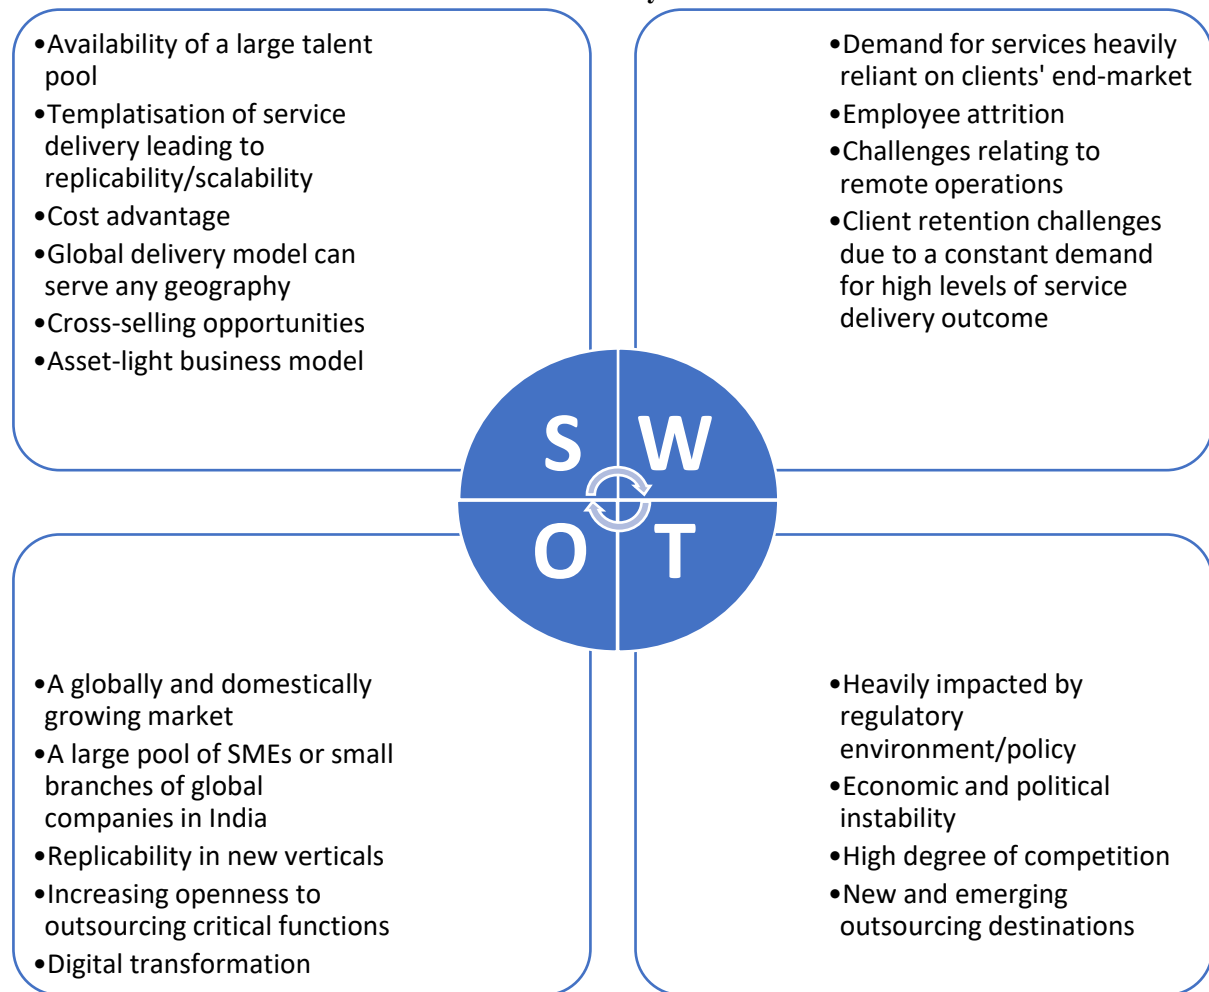 •Availability of a large talent
pool
•Templatisation of service
delivery leading to
replicability/scalability
•Cost advantage
•Global delivery model can
serve any geography
•Cross-selling opportunities
•Asset-light business model
•Demand for services heavily
reliant on clients' end-market
•Employee attrition
•Challenges relating to
remote operations
•Client retention challenges
due to a constant demand
for high levels of service
delivery outcome
S W
O T
•A globally and domestically
growing market
•A large pool of SMEs or small
branches of global
companies in India
•Replicability in new verticals
•Increasing openness to
outsourcing critical functions
•Digital transformation
•Heavily impacted by
regulatory
environment/policy
•Economic and political
instability
•High degree of competition
•New and emerging
outsourcing destinations